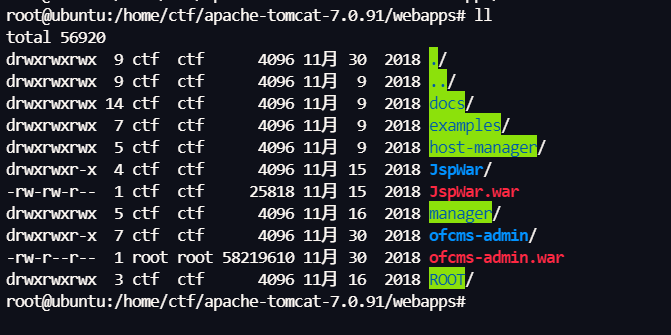 root@ubuntu:/home/ctf/apache-tomcat-7.0.91/webapps# ll
total 56920
drwxrwxrwx  9 ctf  ctf      4096 11月 30  2018 ./
drwxrwxrwx  9 ctf  ctf      4096 11月  9  2018 ../
drwxrwxrwx 14 ctf  ctf      4096 11月  9  2018 docs/
drwxrwxrwx  7 ctf  ctf      4096 11月  9  2018 examples/
drwxrwxrwx  5 ctf  ctf      4096 11月  9  2018 host-manager/
drwxrwxr-x  4 ctf  ctf      4096 11月 15  2018 JspWar/
-rw-rw-r--  1 ctf  ctf     25818 11月 15  2018 JspWar.war
drwxrwxrwx  5 ctf  ctf      4096 11月 16  2018 manager/
drwxrwxr-x  7 ctf  ctf      4096 11月 30  2018 ofcms-admin/
-rw-r--r--  1 root root 58219610 11月 30  2018 ofcms-admin.war
drwxrwxrwx  3 ctf  ctf      4096 11月 16  2018 ROOT/
root@ubuntu:/home/ctf/apache-tomcat-7.0.91/webapps#